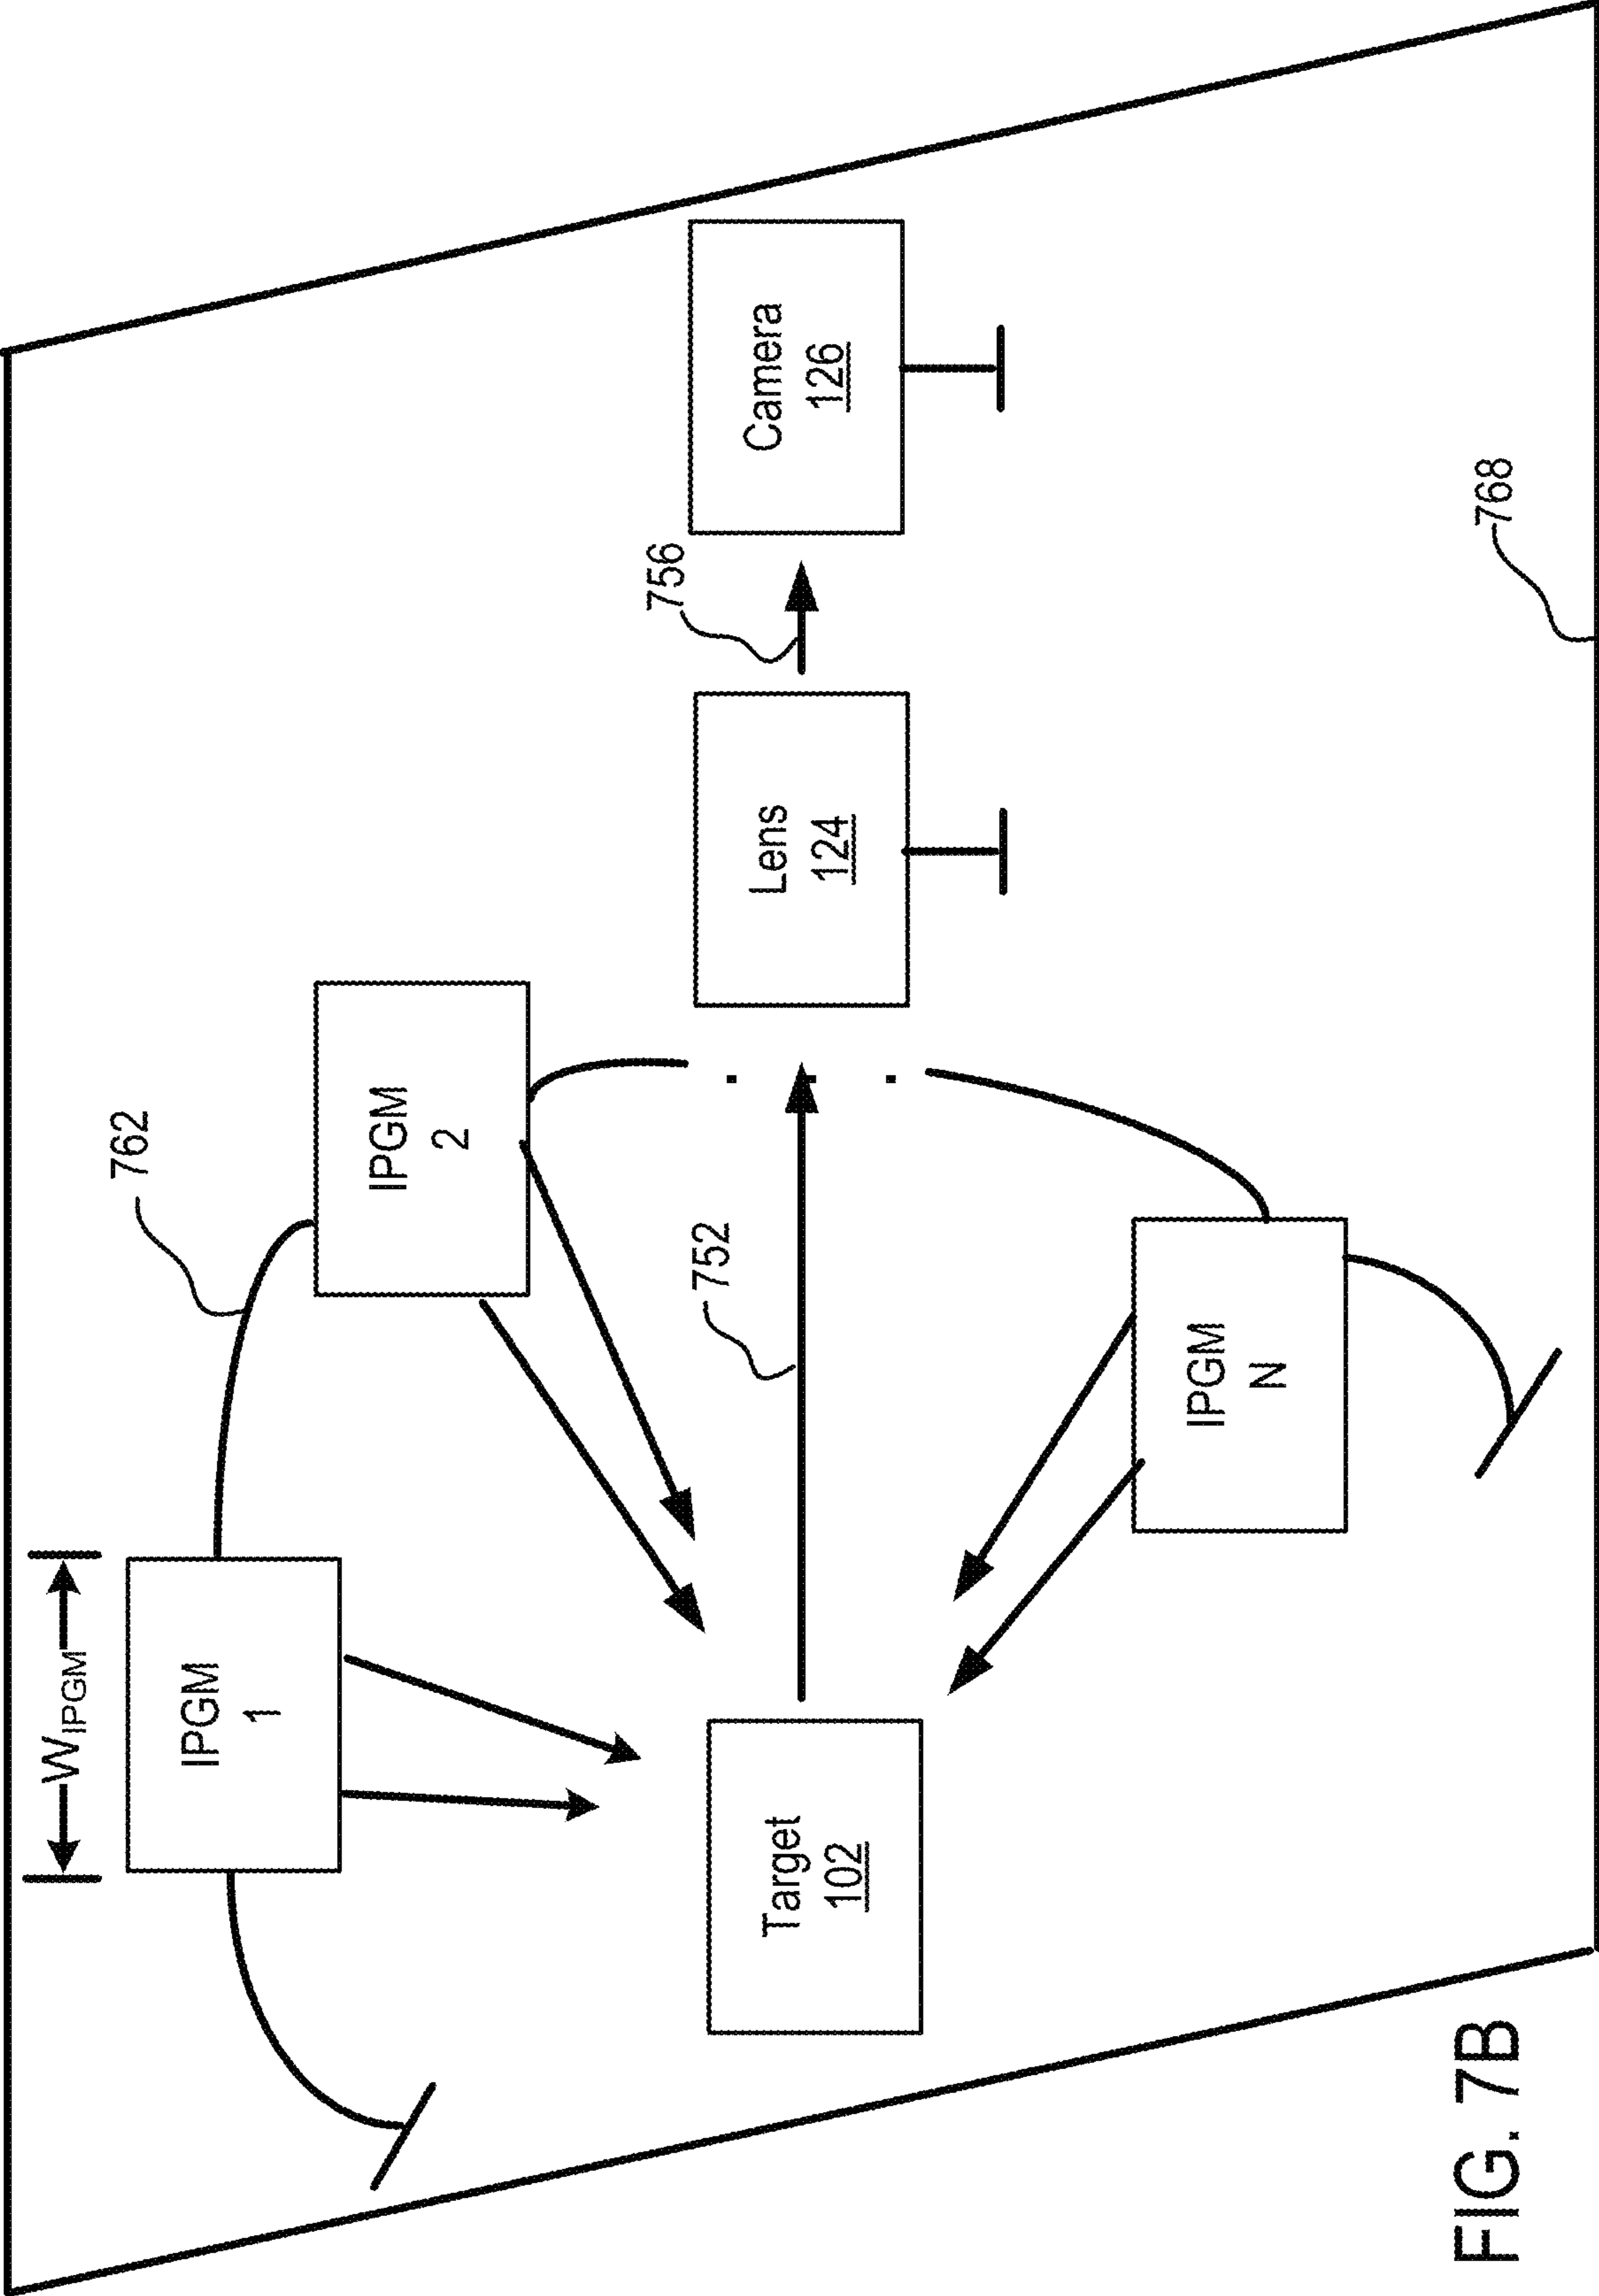 W_IPGM
IPGM
1
762
IPGM
2
Target
102
752
Lens
124
756
Camera
126
IPGM
N
768
FIG. 7B